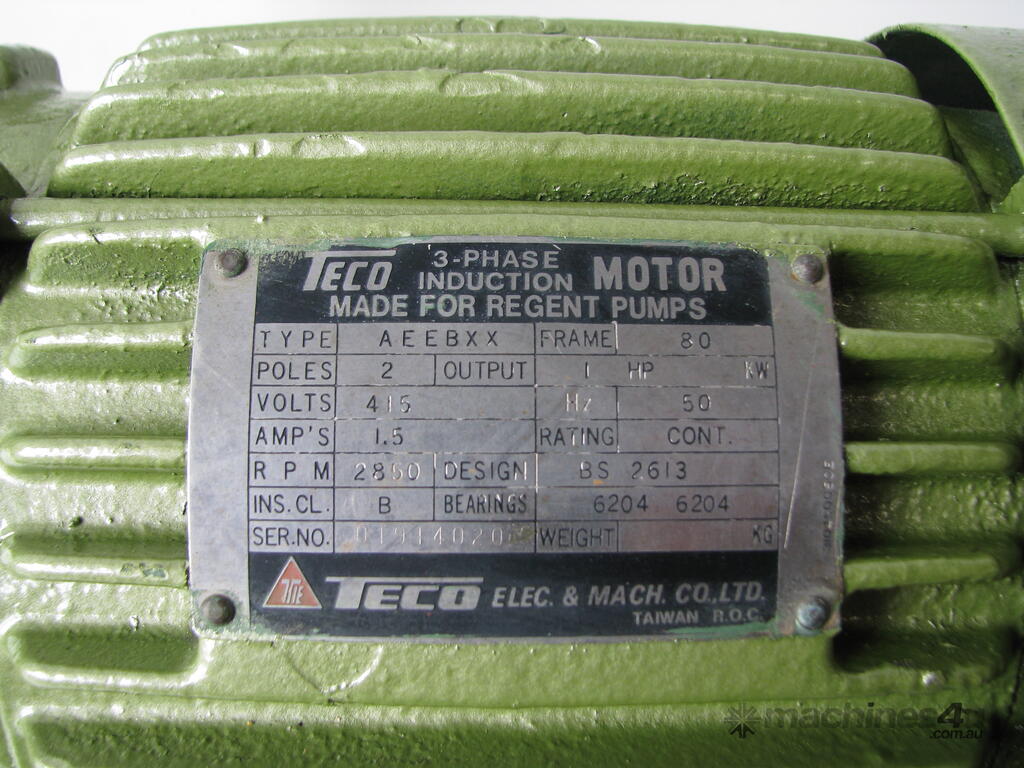 TECO 3-PHASE INDUCTION MOTOR
MADE FOR REGENT PUMPS
TYPE AEEBXX FRAME 80
POLES 2 OUTPUT 1 HP KW
VOLTS 415 Hz 50
AMP'S 1.5 RATING CONT.
RPM 2850 DESIGN BS 2613
INS.CL. B BEARINGS 6204 6204
SER.NO. WEIGHT KG
TECO ELEC. & MACH. CO.,LTD.
TAIWAN R.O.C.
machines4u
.com.au